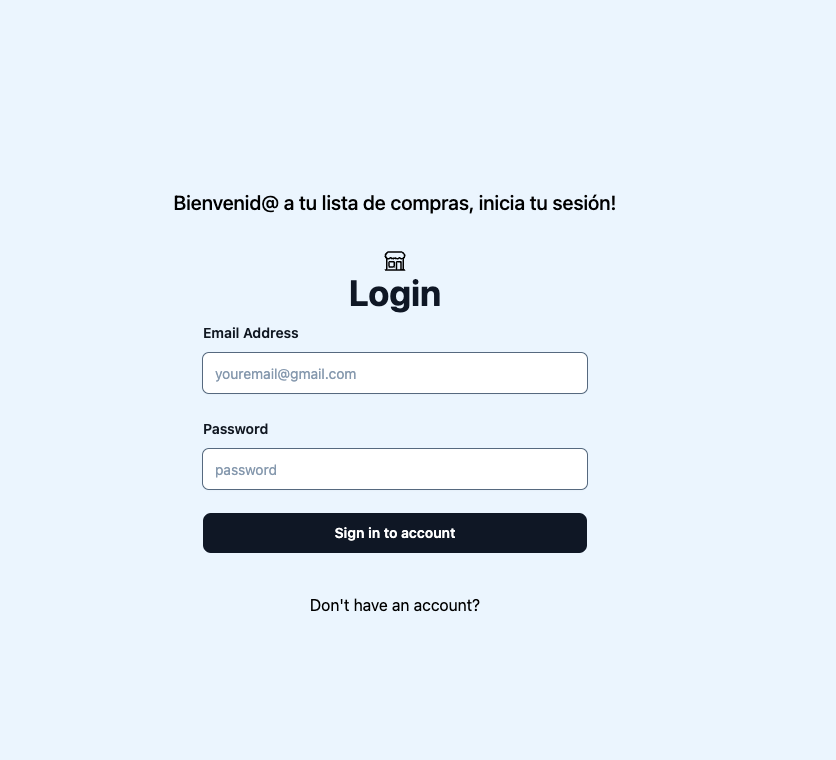 Bienvenid@ a tu lista de compras, inicia tu sesión!
Login
Email Address
youremail@gmail.com
Password
password
Sign in to account
Don't have an account?